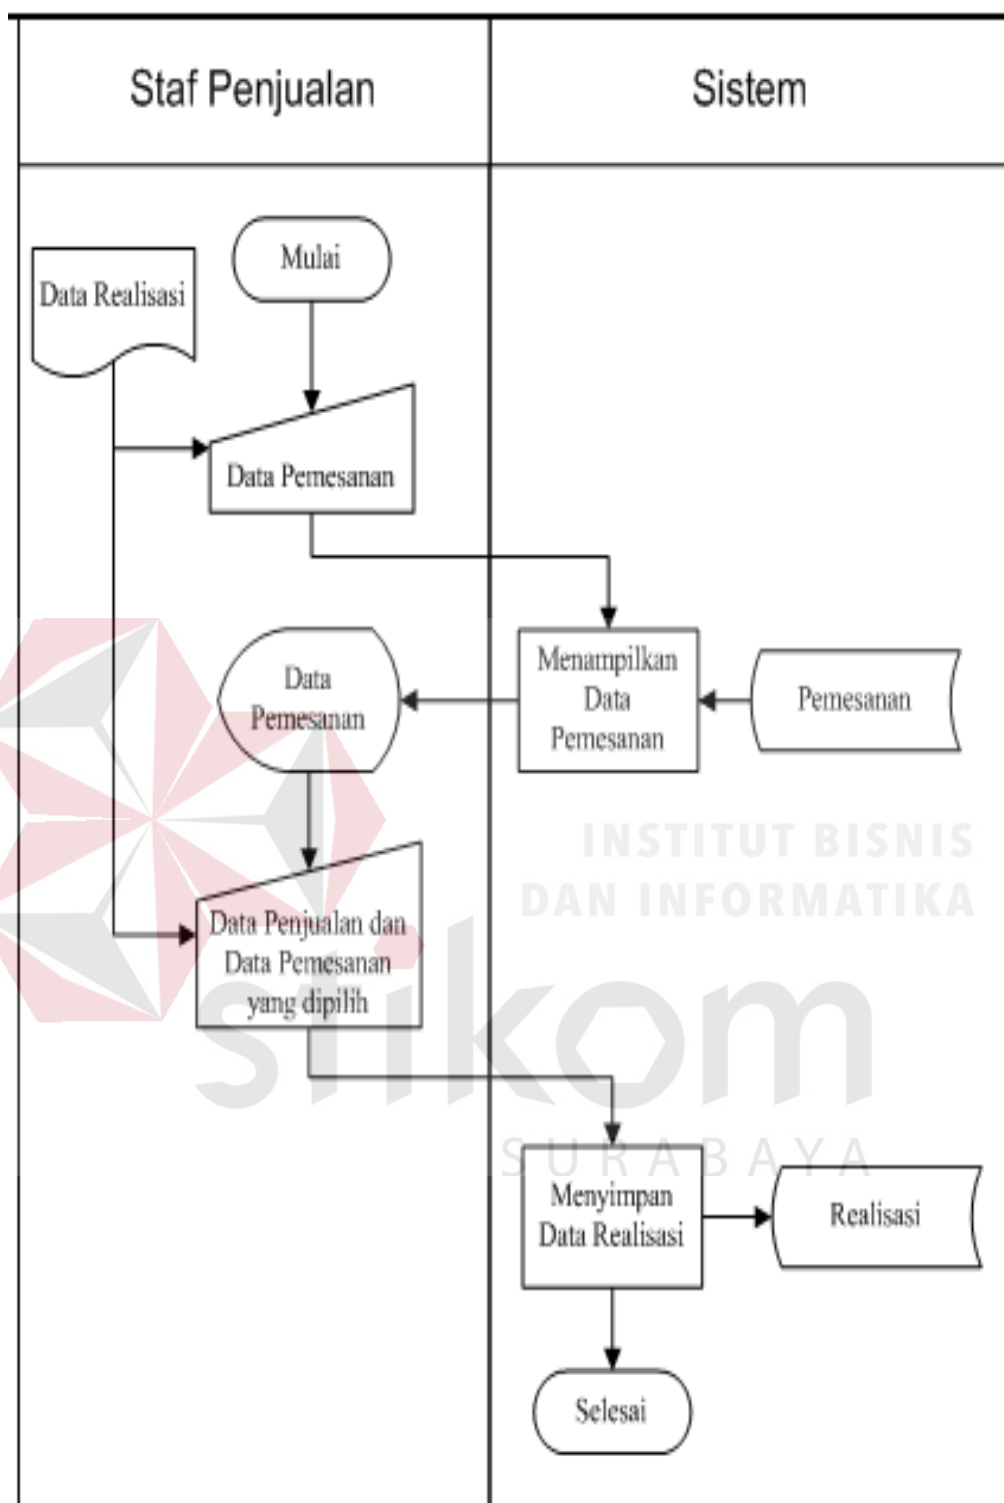 Staf Penjualan
Sistem
Mulai
Data Realisasi
Data Pemesanan
Data
Pemesanan
Menampilkan
Data
Pemesanan
Pemesanan
INSTITUT BISNIS
DAN INFORMATIKA
Data Penjualan dan
Data Pemesanan
yang dipilih
stikom
SURABAYA
Menyimpan
Data Realisasi
Realisasi
Selesai